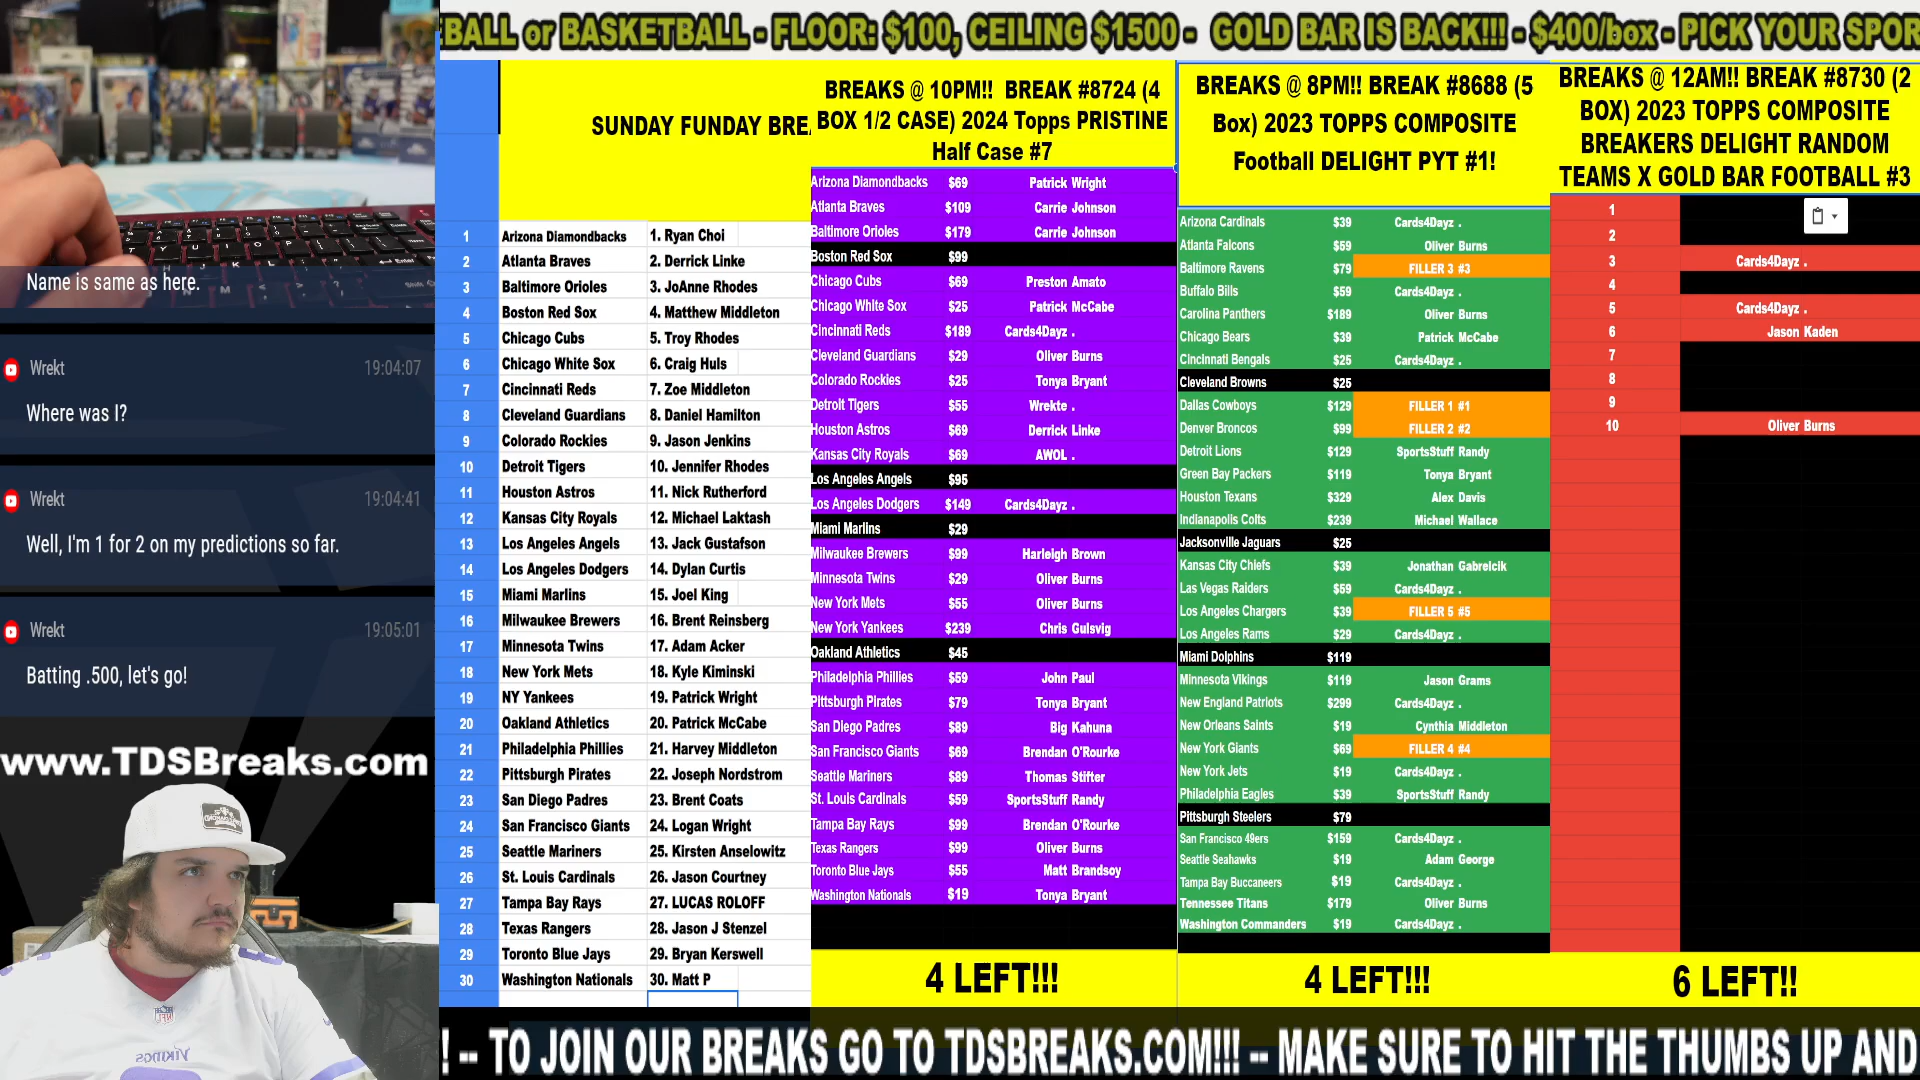 EBALL or BASKETBALL - FLOOR: $100, CEILING $1500 - GOLD BAR IS BACK!!! - $400/box - PICK YOUR SPOR
Name is same as here.
Wrekt 19:04:07
Where was I?
Wrekt 19:04:41
Well, I'm 1 for 2 on my predictions so far.
Wrekt 19:05:01
Batting .500, let's go!
www.TDSBreaks.com
VIKINGS
SUNDAY FUNDAY BRE
1 Arizona Diamondbacks 1. Ryan Choi
2 Atlanta Braves 2. Derrick Linke
3 Baltimore Orioles 3. JoAnne Rhodes
4 Boston Red Sox 4. Matthew Middleton
5 Chicago Cubs 5. Troy Rhodes
6 Chicago White Sox 6. Craig Huls
7 Cincinnati Reds 7. Zoe Middleton
8 Cleveland Guardians 8. Daniel Hamilton
9 Colorado Rockies 9. Jason Jenkins
10 Detroit Tigers 10. Jennifer Rhodes
11 Houston Astros 11. Nick Rutherford
12 Kansas City Royals 12. Michael Laktash
13 Los Angeles Angels 13. Jack Gustafson
14 Los Angeles Dodgers 14. Dylan Curtis
15 Miami Marlins 15. Joel King
16 Milwaukee Brewers 16. Brent Reinsberg
17 Minnesota Twins 17. Adam Acker
18 New York Mets 18. Kyle Kiminski
19 NY Yankees 19. Patrick Wright
20 Oakland Athletics 20. Patrick McCabe
21 Philadelphia Phillies 21. Harvey Middleton
22 Pittsburgh Pirates 22. Joseph Nordstrom
23 San Diego Padres 23. Brent Coats
24 San Francisco Giants 24. Logan Wright
25 Seattle Mariners 25. Kirsten Anselowitz
26 St. Louis Cardinals 26. Jason Courtney
27 Tampa Bay Rays 27. LUCAS ROLOFF
28 Texas Rangers 28. Jason J Stenzel
29 Toronto Blue Jays 29. Bryan Kerswell
30 Washington Nationals 30. Matt P
BREAKS @ 10PM!! BREAK #8724 (4
BOX 1/2 CASE) 2024 Topps PRISTINE
Half Case #7
Arizona Diamondbacks $69 Patrick Wright
Atlanta Braves $109 Carrie Johnson
Baltimore Orioles $179 Carrie Johnson
Boston Red Sox $99
Chicago Cubs $69 Preston Amato
Chicago White Sox $25 Patrick McCabe
Cincinnati Reds $189 Cards4Dayz .
Cleveland Guardians $29 Oliver Burns
Colorado Rockies $25 Tonya Bryant
Detroit Tigers $55 Wrekte .
Houston Astros $69 Derrick Linke
Kansas City Royals $69 AWOL .
Los Angeles Angels $95
Los Angeles Dodgers $149 Cards4Dayz .
Miami Marlins $29
Milwaukee Brewers $99 Harleigh Brown
Minnesota Twins $29 Oliver Burns
New York Mets $55 Oliver Burns
New York Yankees $239 Chris Gulsvig
Oakland Athletics $45
Philadelphia Phillies $59 John Paul
Pittsburgh Pirates $79 Tonya Bryant
San Diego Padres $89 Big Kahuna
San Francisco Giants $69 Brendan O'Rourke
Seattle Mariners $89 Thomas Stifter
St. Louis Cardinals $59 SportsStuff Randy
Tampa Bay Rays $99 Brendan O'Rourke
Texas Rangers $99 Oliver Burns
Toronto Blue Jays $55 Matt Brandsoy
Washington Nationals $19 Tonya Bryant
4 LEFT!!!
BREAKS @ 8PM!! BREAK #8688 (5
Box) 2023 TOPPS COMPOSITE
Football DELIGHT PYT #1!
Arizona Cardinals $39 Cards4Dayz .
Atlanta Falcons $59 Oliver Burns
Baltimore Ravens $79 FILLER 3 #3
Buffalo Bills $59 Cards4Dayz .
Carolina Panthers $189 Oliver Burns
Chicago Bears $39 Patrick McCabe
Cincinnati Bengals $25 Cards4Dayz .
Cleveland Browns $25
Dallas Cowboys $129 FILLER 1 #1
Denver Broncos $99 FILLER 2 #2
Detroit Lions $129 SportsStuff Randy
Green Bay Packers $119 Tonya Bryant
Houston Texans $329 Alex Davis
Indianapolis Colts $239 Michael Wallace
Jacksonville Jaguars $25
Kansas City Chiefs $39 Jonathan Gabrelcik
Las Vegas Raiders $59 Cards4Dayz .
Los Angeles Chargers $39 FILLER 5 #5
Los Angeles Rams $29 Cards4Dayz .
Miami Dolphins $119
Minnesota Vikings $119 Jason Grams
New England Patriots $299 Cards4Dayz .
New Orleans Saints $19 Cynthia Middleton
New York Giants $69 FILLER 4 #4
New York Jets $19 Cards4Dayz .
Philadelphia Eagles $39 SportsStuff Randy
Pittsburgh Steelers $79
San Francisco 49ers $159 Cards4Dayz .
Seattle Seahawks $19 Adam George
Tampa Bay Buccaneers $19 Cards4Dayz .
Tennessee Titans $179 Oliver Burns
Washington Commanders $19 Cards4Dayz .
4 LEFT!!!
BREAKS @ 12AM!! BREAK #8730 (2
BOX) 2023 TOPPS COMPOSITE
BREAKERS DELIGHT RANDOM
TEAMS X GOLD BAR FOOTBALL #3
1
2
3 Cards4Dayz .
4
5 Cards4Dayz .
6 Jason Kaden
7
8
9
10 Oliver Burns
6 LEFT!!
! -- TO JOIN OUR BREAKS GO TO TDSBREAKS.COM!!! -- MAKE SURE TO HIT THE THUMBS UP AND